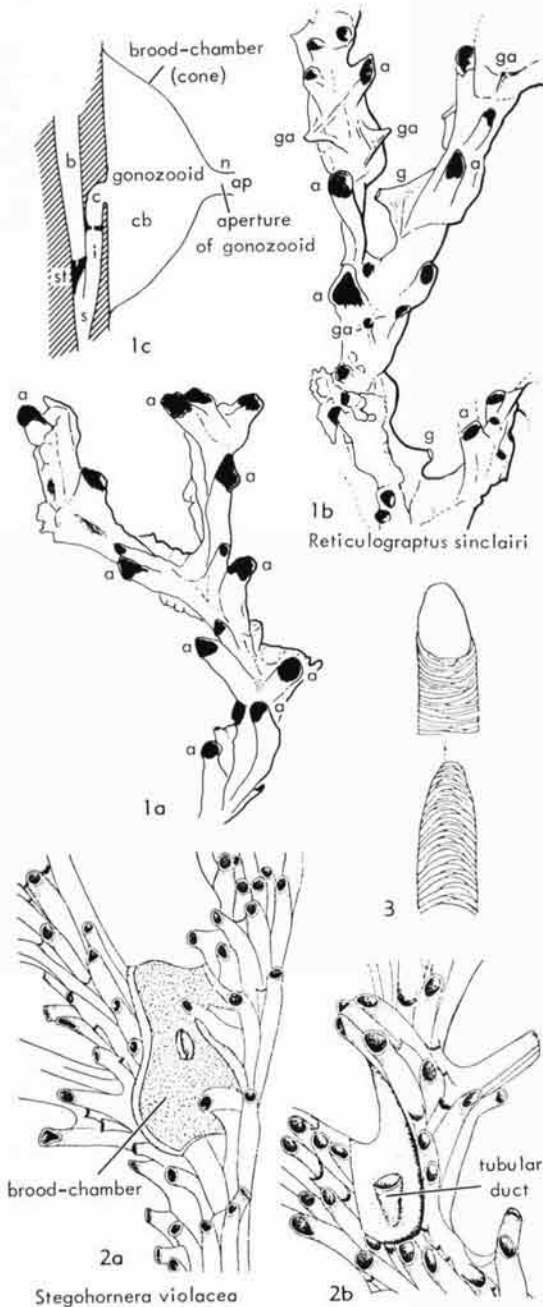 brood-chamber
(cone)
b
gonozooid
n
ap
c
cb
aperture
of gonozooid
i
st
s
1c
a
ga
ga
ga
a
g
a
a
ga
g
a
1b
Reticulograptus sinclairi
a
a
a
a
a
a
a
a
a
1a
3
brood-chamber
tubular
duct
2a
2b
Stegohornera violacea